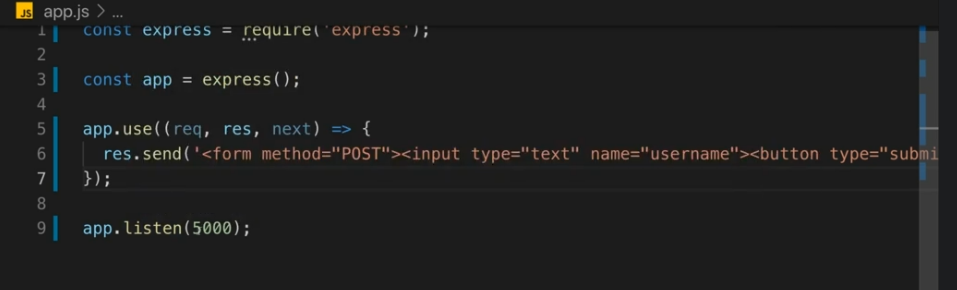 JS app.js > ...
1 const express = require('express');
2
3 const app = express();
4
5 app.use((req, res, next) => {
6 res.send('<form method="POST"><input type="text" name="username"><button type="submi
7 });
8
9 app.listen(5000);